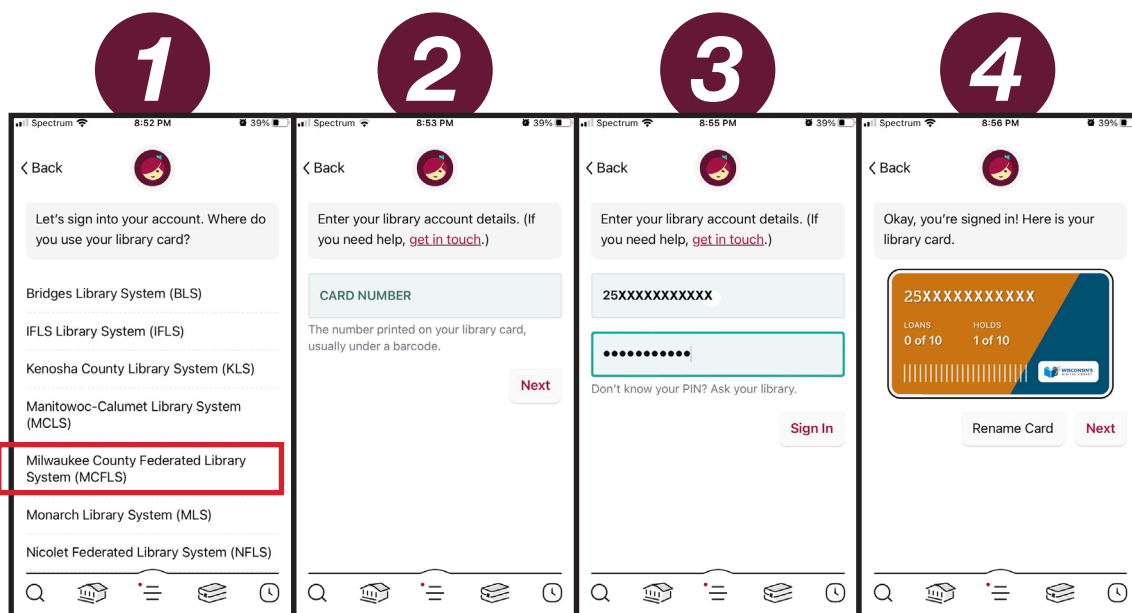 1
2
3
4
Spectrum
8:52 PM
39%
Back
Let's sign into your account. Where do
you use your library card?
Bridges Library System (BLS)
IFLS Library System (IFLS)
Kenosha County Library System (KLS)
Manitowoc-Calumet Library System
(MCLS)
Milwaukee County Federated Library
System (MCFLS)
Monarch Library System (MLS)
Nicolet Federated Library System (NFLS)
Spectrum
8:53 PM
39%
Back
Enter your library account details. (If
you need help, get in touch.)
CARD NUMBER
The number printed on your library card,
usually under a barcode.
Next
Spectrum
8:55 PM
39%
Back
Enter your library account details. (If
you need help, get in touch.)
25XXXXXXXXXXX
•••••••••••
Don't know your PIN? Ask your library.
Sign In
Spectrum
8:56 PM
39%
Back
Okay, you're signed in! Here is your
library card.
25XXXXXXXXXXX
LOANS HOLDS
0 of 10 1 of 10
WISCONSIN'S
DIGITAL LIBRARY
Rename Card Next